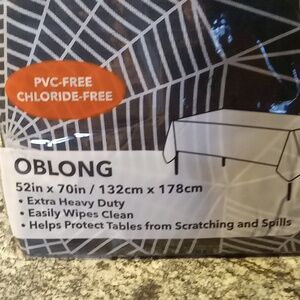 PVC-FREE
CHLORIDE-FREE
OBLONG
52in x 70in / 132cm x 178cm
• Extra Heavy Duty
• Easily Wipes Clean
• Helps Protect Tables from Scratching and Spills